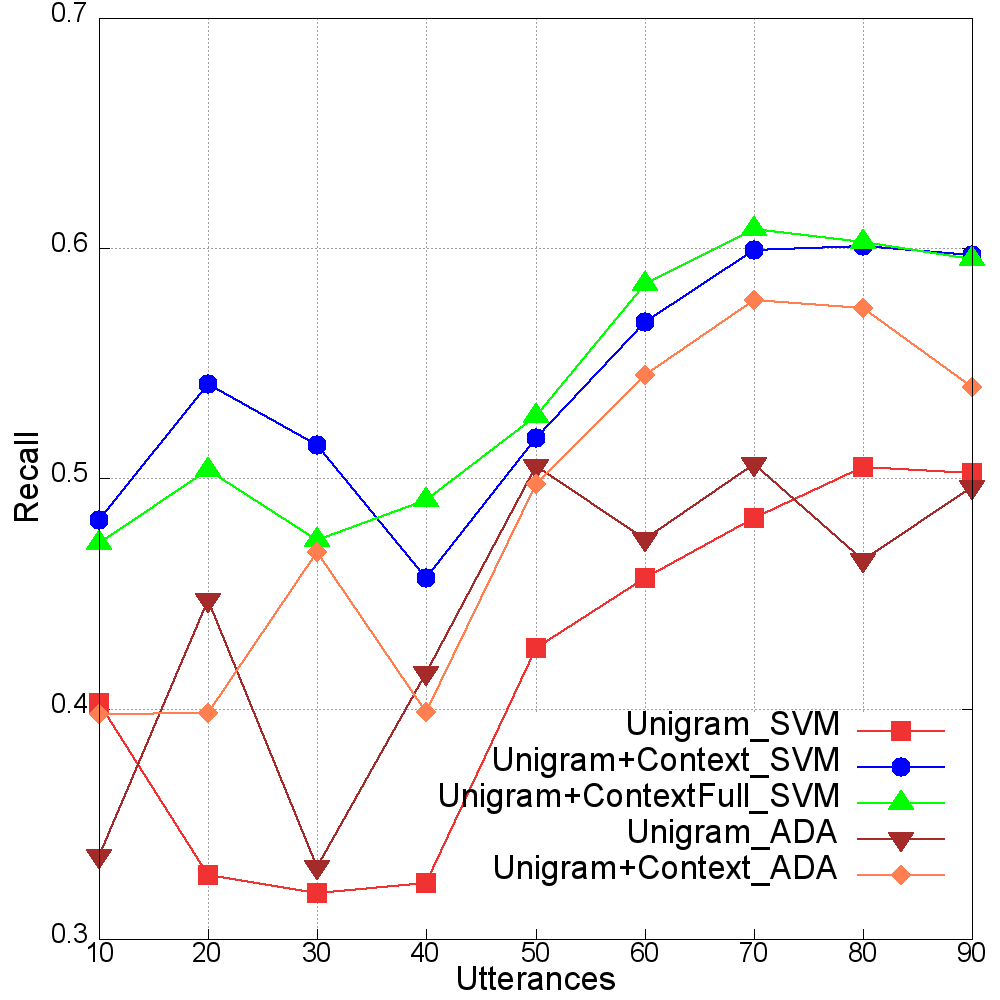 0.7
0.6
0.5
0.4
0.3
Recall
Unigram_SVM
Unigram+Context_SVM
Unigram+ContextFull_SVM
Unigram_ADA
Unigram+Context_ADA
10 20 30 40 50 60 70 80 90
Utterances